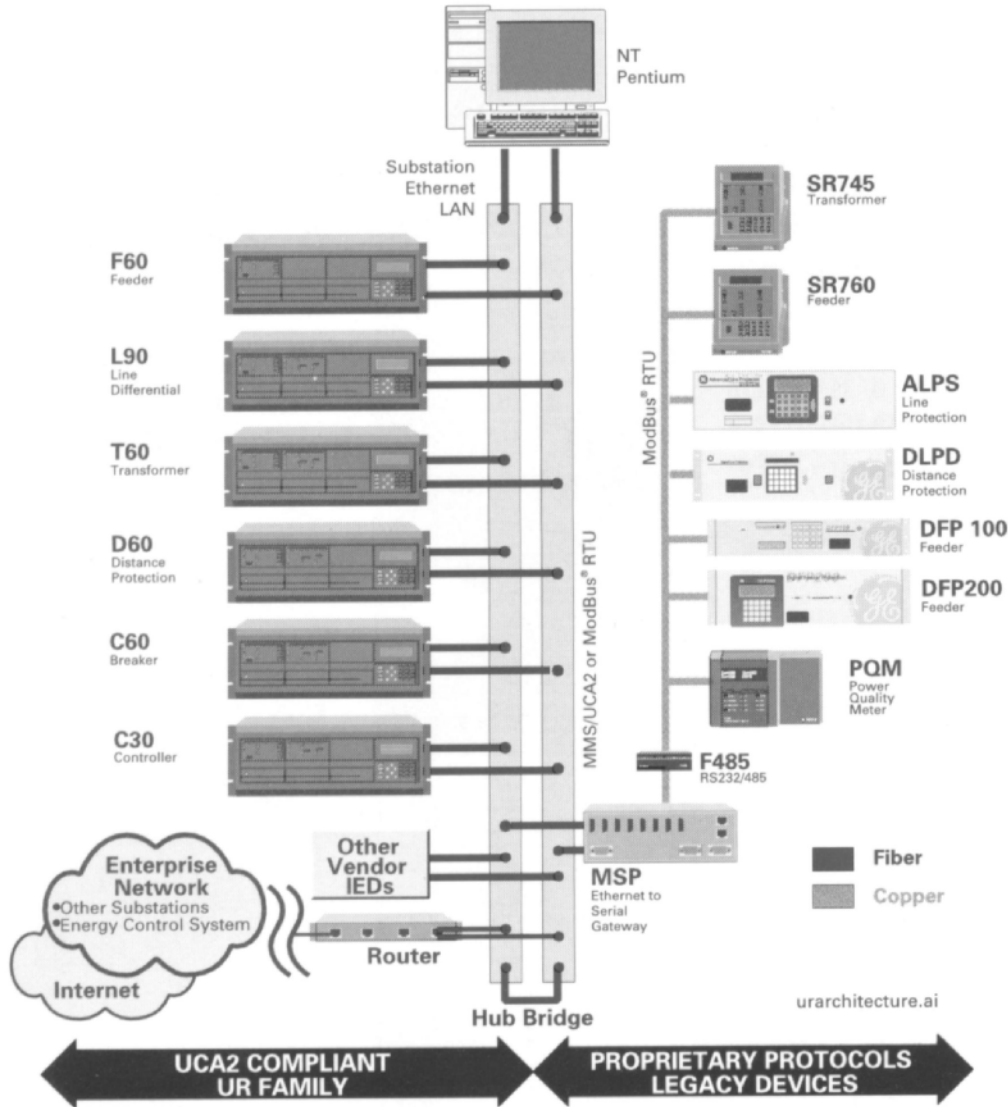 NT
Pentium
Substation
Ethernet
LAN
F60
Feeder
L90
Line
Differential
T60
Transformer
D60
Distance
Protection
C60
Breaker
C30
Controller
MMS/UCA2 or ModBus® RTU
ModBus® RTU
SR745
Transformer
SR760
Feeder
ALPS
Line
Protection
DLPD
Distance
Protection
DFP 100
Feeder
DFP200
Feeder
PQM
Power
Quality
Meter
F485
RS232/485
MSP
Ethernet to
Serial
Gateway
Fiber
Copper
Other
Vendor
IEDs
Enterprise
Network
•Other Substations
•Energy Control System
Internet
Router
Hub Bridge
urarchitecture.ai
UCA2 COMPLIANT
UR FAMILY
PROPRIETARY PROTOCOLS
LEGACY DEVICES